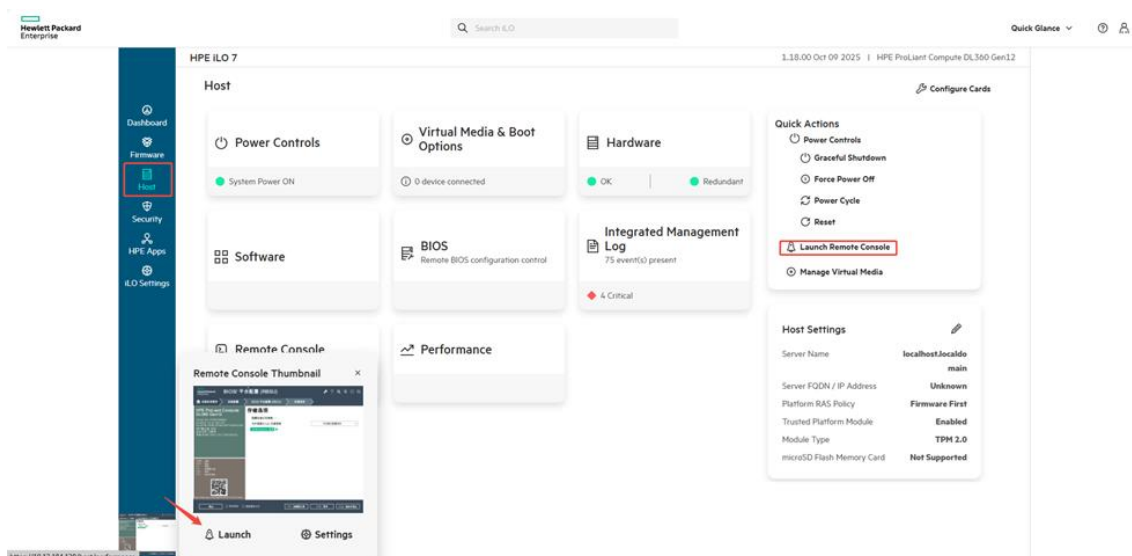 Hewlett Packard
Enterprise
Search iLO
Quick Glance
HPE iLO 7
1.18.00 Oct 09 2025 | HPE ProLiant Compute DL360 Gen12
Host
Configure Cards
Dashboard
Firmware
Host
Security
HPE Apps
iLO Settings
Power Controls
System Power ON
Virtual Media & Boot
Options
0 device connected
Hardware
OK
Redundant
Software
BIOS
Remote BIOS configuration control
Integrated Management
Log
75 event(s) present
4 Critical
Remote Console
Performance
Quick Actions
Power Controls
Graceful Shutdown
Force Power Off
Power Cycle
Reset
Launch Remote Console
Manage Virtual Media
Host Settings
Server Name localhost.localdo
main
Server FQDN / IP Address Unknown
Platform RAS Policy Firmware First
Trusted Platform Module Enabled
Module Type TPM 2.0
microSD Flash Memory Card Not Supported
Remote Console Thumbnail ×
Launch
Settings